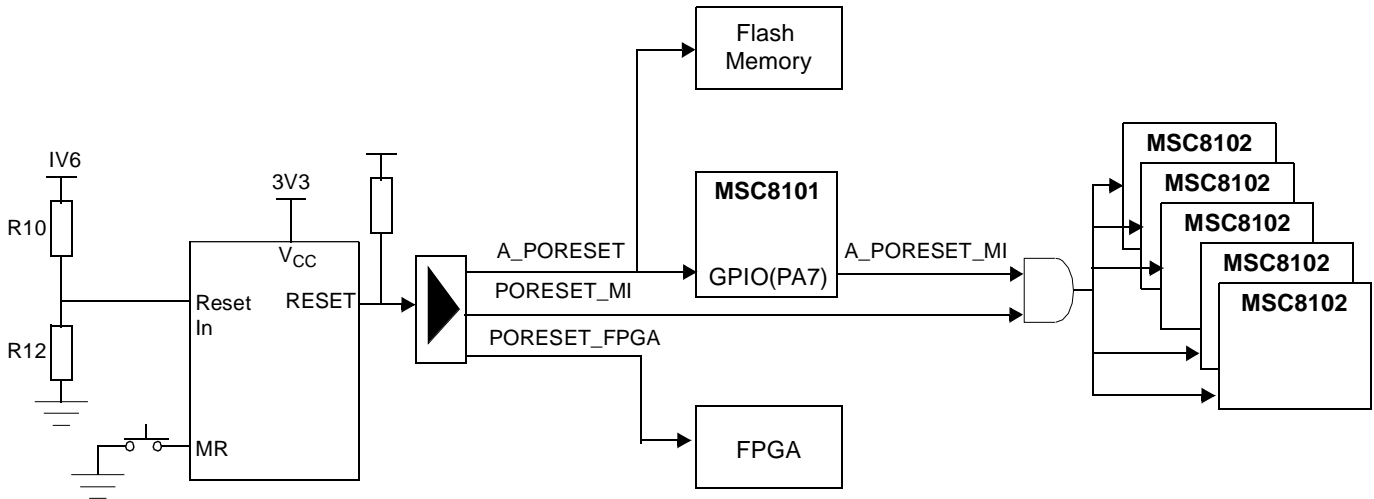 Flash
Memory
IV6
R10
R12
3V3
VCC
Reset
In
RESET
MR
A_PORESET
PORESET_MI
PORESET_FPGA
MSC8101
GPIO(PA7)
A_PORESET_MI
FPGA
MSC8102
MSC8102
MSC8102
MSC8102
MSC8102